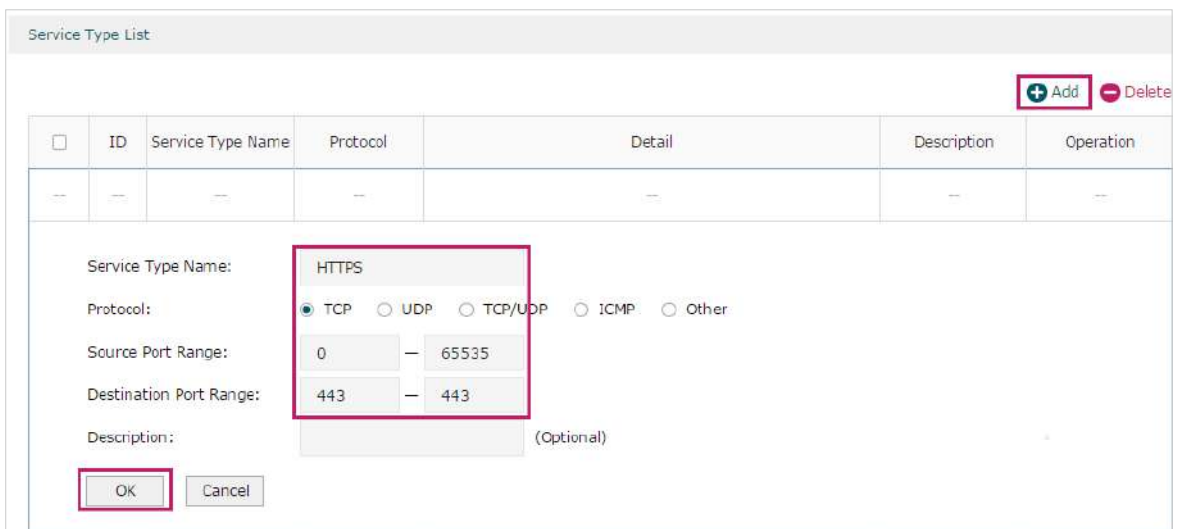 Service Type List
Add Delete
ID Service Type Name Protocol Detail Description Operation
-- -- -- -- -- -- --
Service Type Name: HTTPS
Protocol: TCP UDP TCP/UDP ICMP Other
Source Port Range: 0 — 65535
Destination Port Range: 443 — 443
Description: (Optional)
OK Cancel